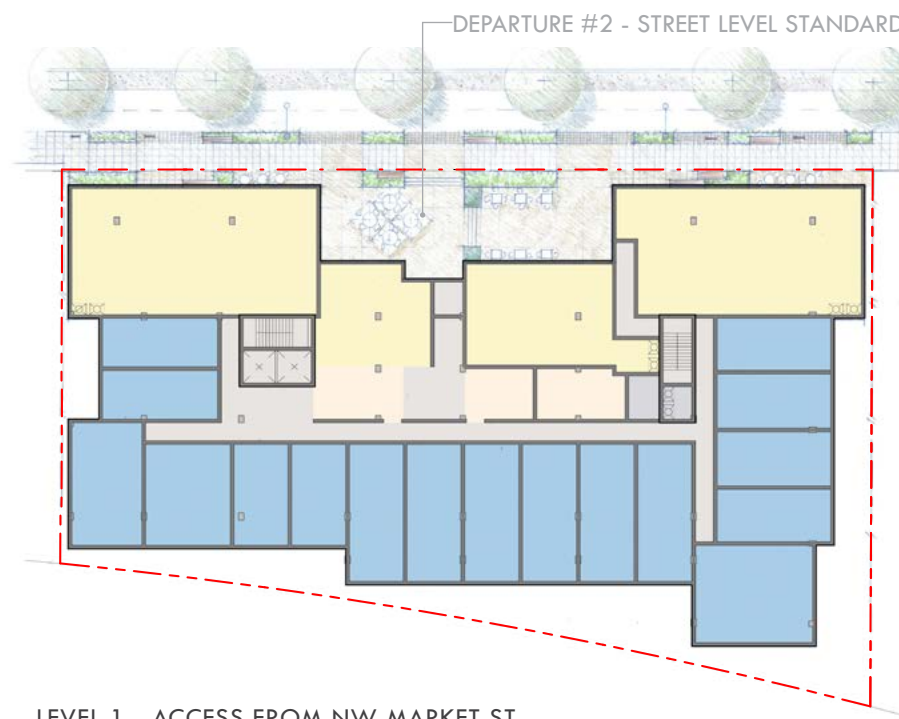 DEPARTURE #2 - STREET LEVEL STANDARD
LEVEL 1 - ACCESS FROM NW MARKET ST